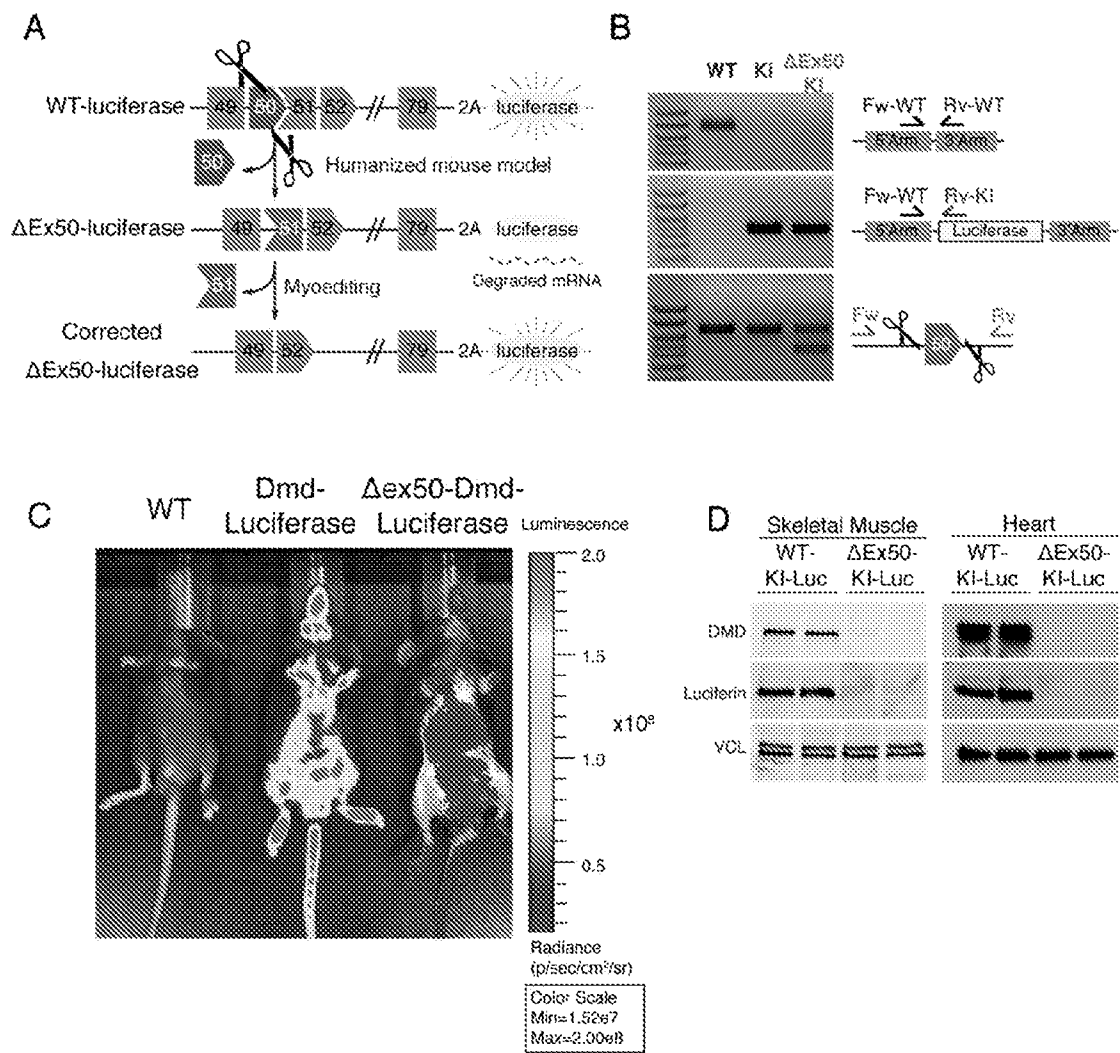 A
WT-luciferase
49
50
51
52
79
2A
luciferase
50
Humanized mouse model
ΔEx50-luciferase
49
51
52
79
2A
luciferase
Degraded mRNA
51
Myoediting
Corrected
ΔEx50-luciferase
49
52
79
2A
luciferase
B
WT
KI
ΔEx50
KI
Fw-WT
Rv-WT
5'Arm
3'Arm
Fw-WT
Rv-KI
5'Arm
Luciferase
3'Arm
Fw
Rv
50
C
WT
Dmd-
Luciferase
Δex50-Dmd-
Luciferase
Luminescence
2.0
1.5
x10⁸
1.0
0.5
Radiance
(p/sec/cm²/sr)
Color Scale
Min=1.52e7
Max=2.00e8
D
Skeletal Muscle
Heart
WT-
KI-Luc
ΔEx50-
KI-Luc
WT-
KI-Luc
ΔEx50-
KI-Luc
DMD
Luciferin
VCL